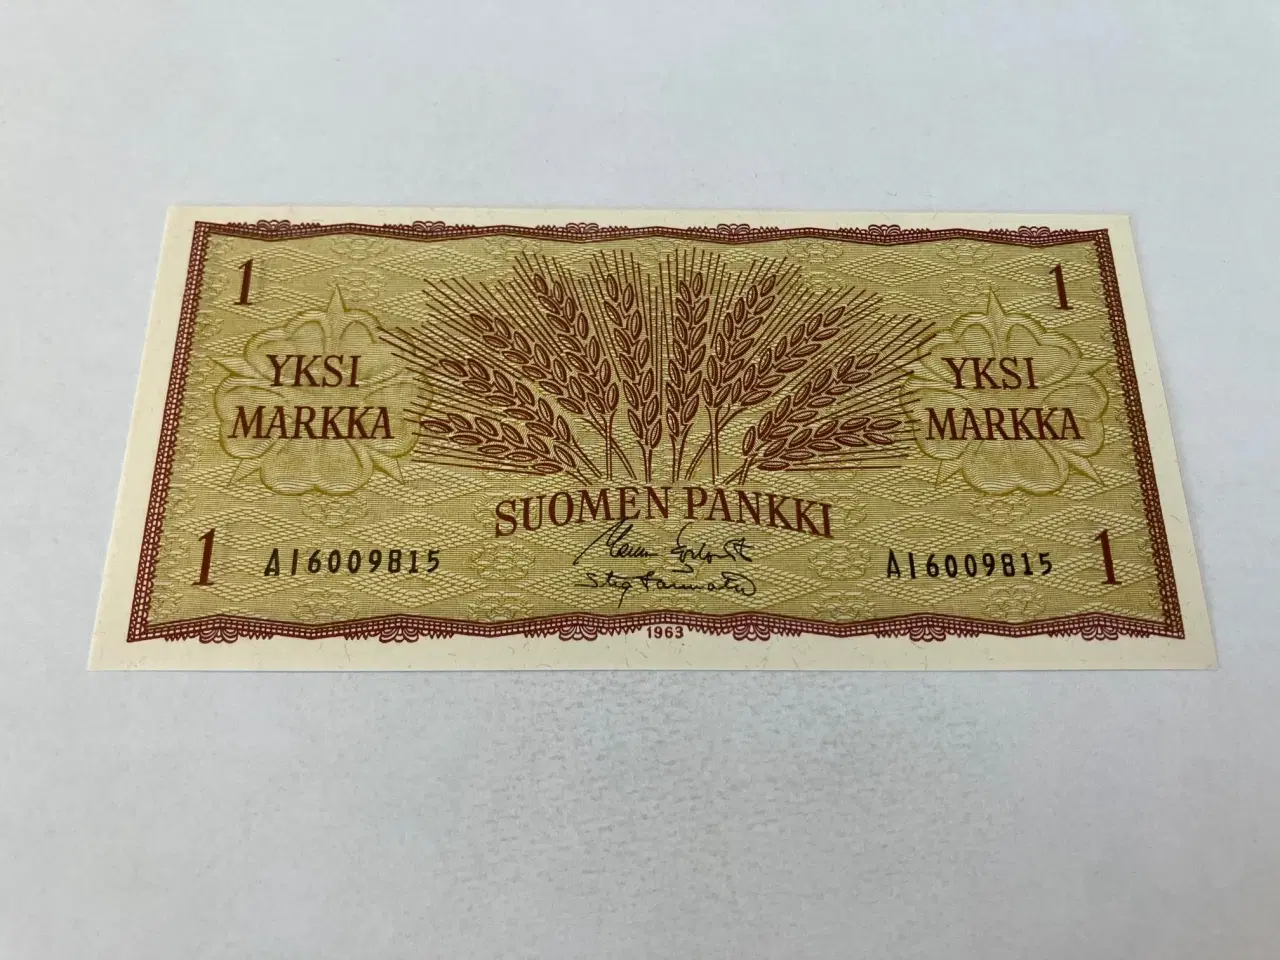 1 1
YKSI YKSI
MARKKA MARKKA
SUOMEN PANKKI
1 A16009815 A16009815 1
1963